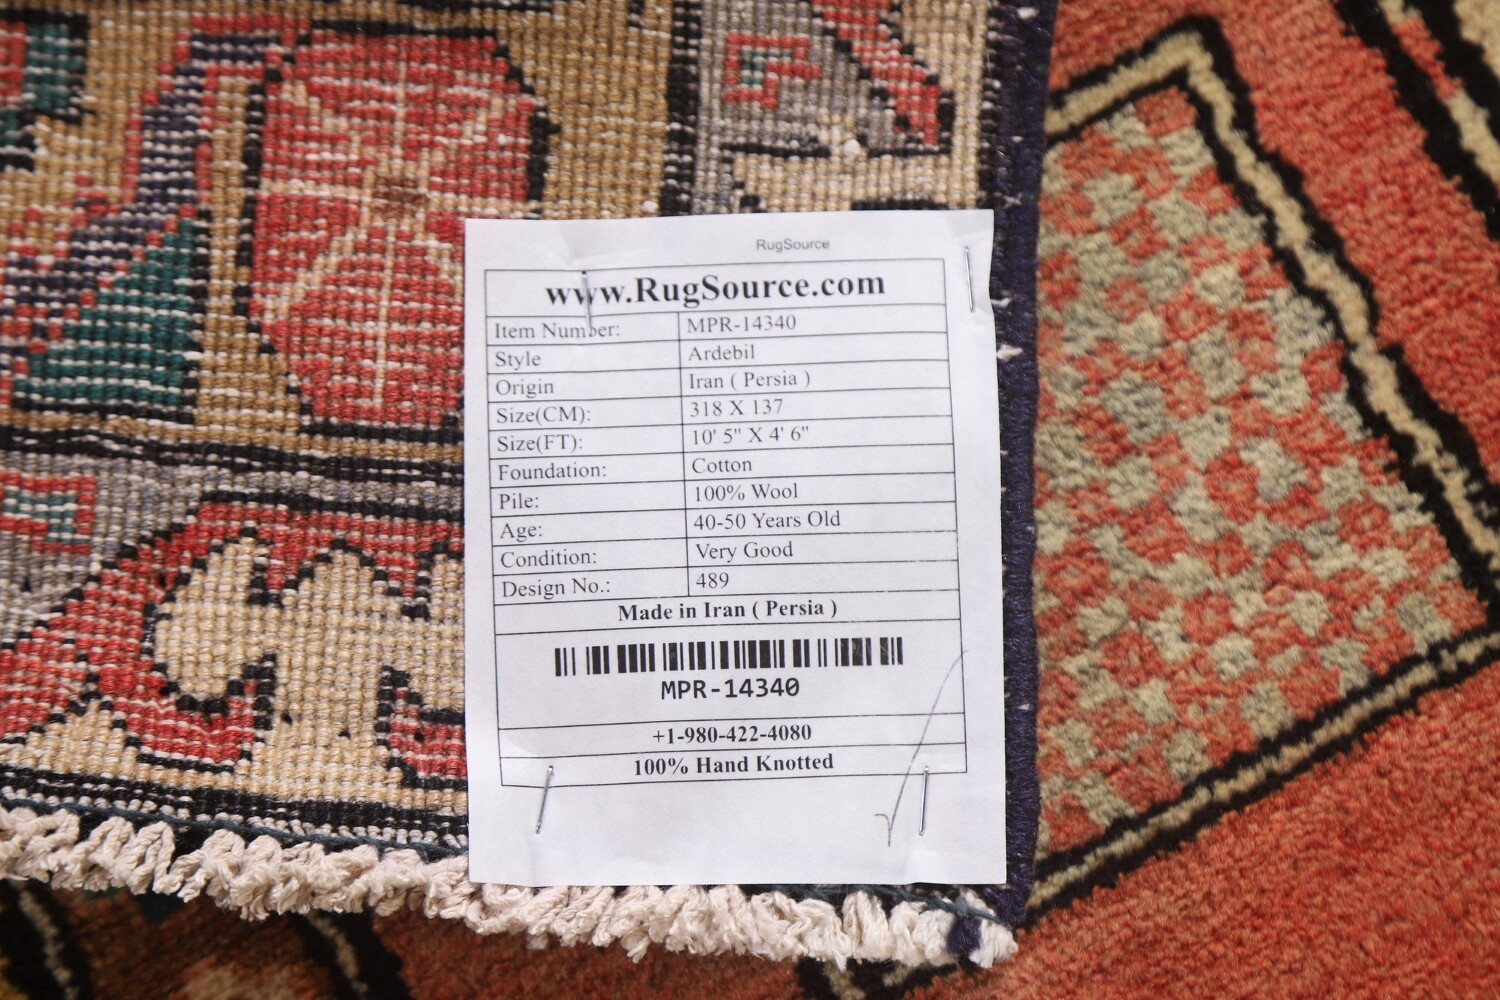 RugSource
www.RugSource.com
Item Number: MPR-14340
Style Ardebil
Origin Iran ( Persia )
Size(CM): 318 X 137
Size(FT): 10' 5" X 4' 6"
Foundation: Cotton
Pile: 100% Wool
Age: 40-50 Years Old
Condition: Very Good
Design No.: 489
Made in Iran ( Persia )
MPR-14340
+1-980-422-4080
100% Hand Knotted